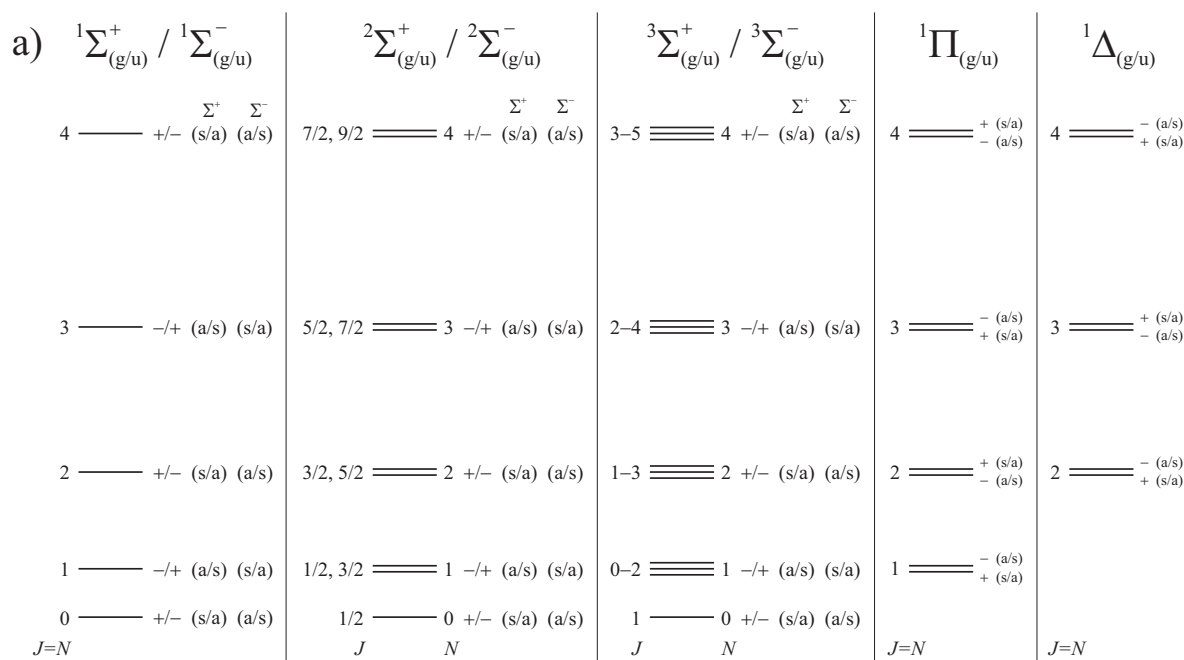 a) ¹Σ⁺(g/u) / ¹Σ⁻(g/u) ²Σ⁺(g/u) / ²Σ⁻(g/u) ³Σ⁺(g/u) / ³Σ⁻(g/u) ¹Π(g/u) ¹Δ(g/u)
Σ⁺ Σ⁻ Σ⁺ Σ⁻ Σ⁺ Σ⁻
4 +/− (s/a) (a/s) 7/2, 9/2 4 +/− (s/a) (a/s) 3–5 4 +/− (s/a) (a/s) 4 + (s/a) 4 − (a/s)
− (a/s) + (s/a)
3 −/+ (a/s) (s/a) 5/2, 7/2 3 −/+ (a/s) (s/a) 2–4 3 −/+ (a/s) (s/a) 3 − (a/s) 3 + (s/a)
+ (s/a) − (a/s)
2 +/− (s/a) (a/s) 3/2, 5/2 2 +/− (s/a) (a/s) 1–3 2 +/− (s/a) (a/s) 2 + (s/a) 2 − (a/s)
− (a/s) + (s/a)
1 −/+ (a/s) (s/a) 1/2, 3/2 1 −/+ (a/s) (s/a) 0–2 1 −/+ (a/s) (s/a) 1 − (a/s)
+ (s/a)
0 +/− (s/a) (a/s) 1/2 0 +/− (s/a) (a/s) 1 0 +/− (s/a) (a/s)
J=N J N J N J=N J=N